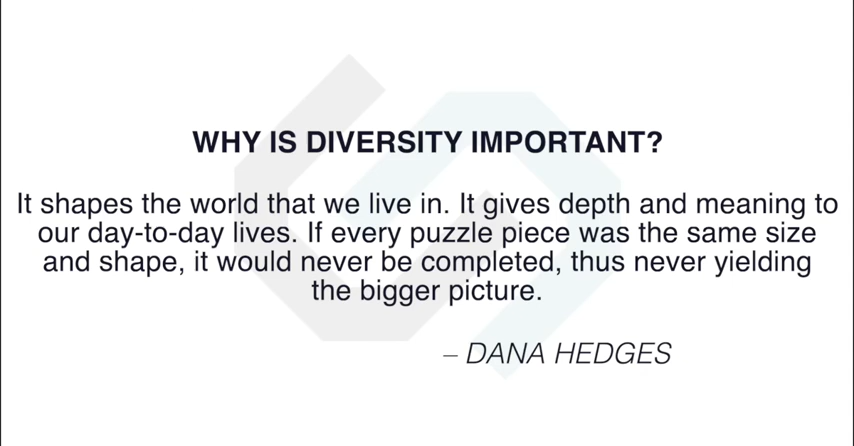 WHY IS DIVERSITY IMPORTANT?
It shapes the world that we live in. It gives depth and meaning to
our day-to-day lives. If every puzzle piece was the same size
and shape, it would never be completed, thus never yielding
the bigger picture.
– DANA HEDGES